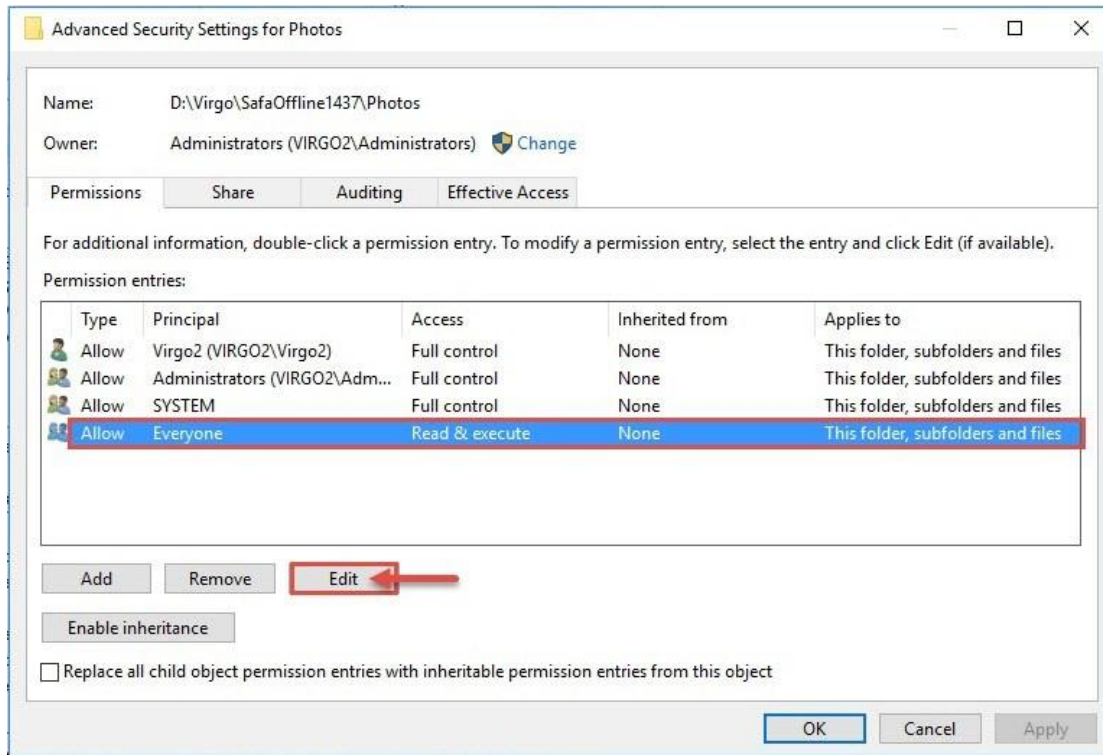 Advanced Security Settings for Photos
Name: D:\Virgo\SafaOffline1437\Photos
Owner: Administrators (VIRGO2\Administrators) Change
Permissions Share Auditing Effective Access
For additional information, double-click a permission entry. To modify a permission entry, select the entry and click Edit (if available).
Permission entries:
Type Principal Access Inherited from Applies to
Allow Virgo2 (VIRGO2\Virgo2) Full control None This folder, subfolders and files
Allow Administrators (VIRGO2\Adm... Full control None This folder, subfolders and files
Allow SYSTEM Full control None This folder, subfolders and files
Allow Everyone Read & execute None This folder, subfolders and files
Add Remove Edit
Enable inheritance
Replace all child object permission entries with inheritable permission entries from this object
OK Cancel Apply